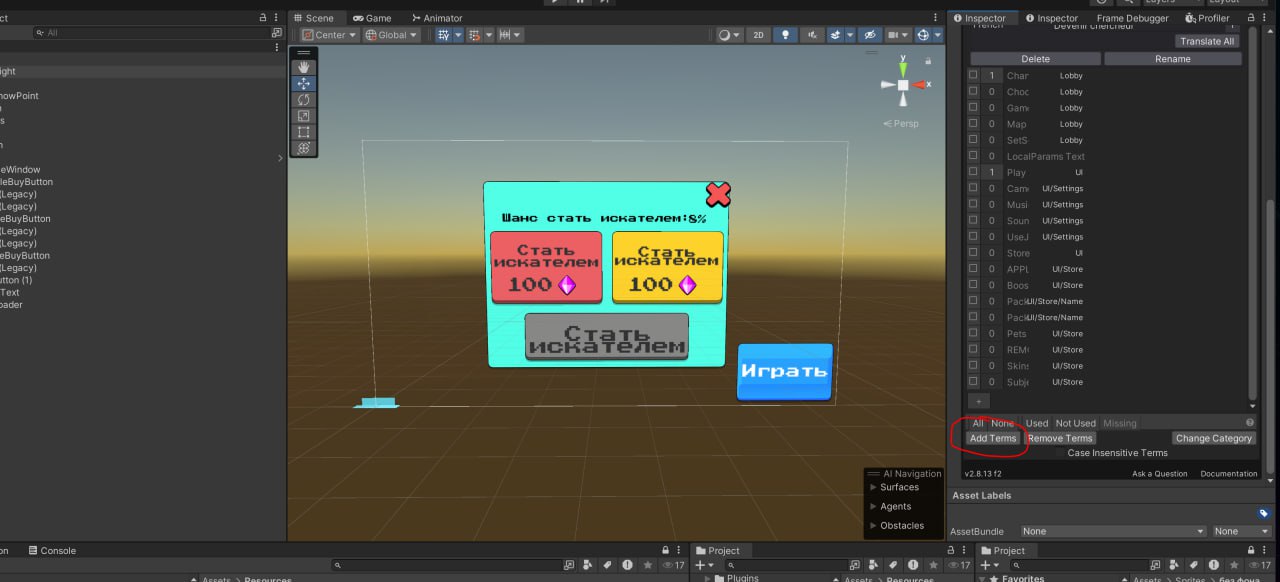 Layers
Layout
Scene
Game
Animator
All
Center
Global
2D
ight
nowPoint
s
eWindow
leBuyButton
(Legacy)
(Legacy)
eBuyButton
(Legacy)
(Legacy)
eBuyButton
(Legacy)
utton (1)
Text
oader
y
x
Persp
Шанс стать искателем:8%
Стать искателем
100
Стать искателем
100
Стать искателем
Играть
AI Navigation
Surfaces
Agents
Obstacles
Inspector
Inspector
Frame Debugger
Profiler
French
Devenir chercheur
Translate All
Delete
Rename
1 Char Lobby
0 Choo Lobby
0 Game Lobby
0 Map Lobby
0 SetS Lobby
0 LocalParams Text
1 Play UI
0 Came UI/Settings
0 Musi UI/Settings
0 Soun UI/Settings
0 UseJ UI/Settings
0 Store UI
0 APPL UI/Store
0 Boos UI/Store
0 Pack UI/Store/Name
0 Pack UI/Store/Name
0 Pets UI/Store
0 REM UI/Store
0 Skins UI/Store
0 Subj UI/Store
+
All None Used Not Used Missing
Add Terms Remove Terms Change Category
Case Insensitive Terms
v2.8.13 f2 Ask a Question Documentation
Asset Labels
AssetBundle None None
on
Console
17
Assets > Resources
Project
17
Plugins
Assets > Resources
Project
17
Favorites
Assets > Sprites > без фона